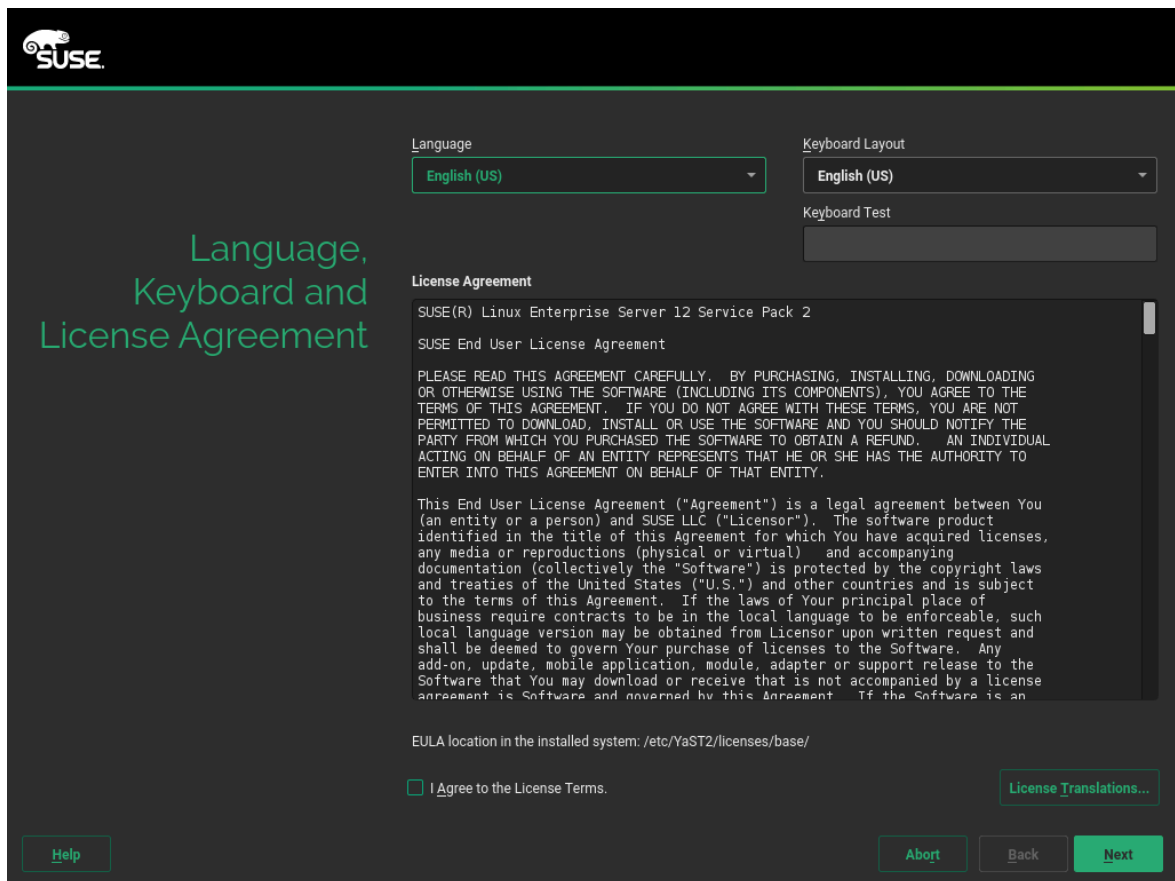 SUSE.
Language
English (US)
Keyboard Layout
English (US)
Keyboard Test
Language,
Keyboard and
License Agreement
License Agreement
SUSE(R) Linux Enterprise Server 12 Service Pack 2
SUSE End User License Agreement
PLEASE READ THIS AGREEMENT CAREFULLY.  BY PURCHASING, INSTALLING, DOWNLOADING
OR OTHERWISE USING THE SOFTWARE (INCLUDING ITS COMPONENTS), YOU AGREE TO THE
TERMS OF THIS AGREEMENT.  IF YOU DO NOT AGREE WITH THESE TERMS, YOU ARE NOT
PERMITTED TO DOWNLOAD, INSTALL OR USE THE SOFTWARE AND YOU SHOULD NOTIFY THE
PARTY FROM WHICH YOU PURCHASED THE SOFTWARE TO OBTAIN A REFUND.   AN INDIVIDUAL
ACTING ON BEHALF OF AN ENTITY REPRESENTS THAT HE OR SHE HAS THE AUTHORITY TO
ENTER INTO THIS AGREEMENT ON BEHALF OF THAT ENTITY.
This End User License Agreement ("Agreement") is a legal agreement between You
(an entity or a person) and SUSE LLC ("Licensor").  The software product
identified in the title of this Agreement for which You have acquired licenses,
any media or reproductions (physical or virtual)   and accompanying
documentation (collectively the "Software") is protected by the copyright laws
and treaties of the United States ("U.S.") and other countries and is subject
to the terms of this Agreement.  If the laws of Your principal place of
business require contracts to be in the local language to be enforceable, such
local language version may be obtained from Licensor upon written request and
shall be deemed to govern Your purchase of licenses to the Software.  Any
add-on, update, mobile application, module, adapter or support release to the
Software that You may download or receive that is not accompanied by a license
agreement is Software and governed by this Agreement.  If the Software is an
EULA location in the installed system: /etc/YaST2/licenses/base/
I Agree to the License Terms.
License Translations...
Help
Abort
Back
Next